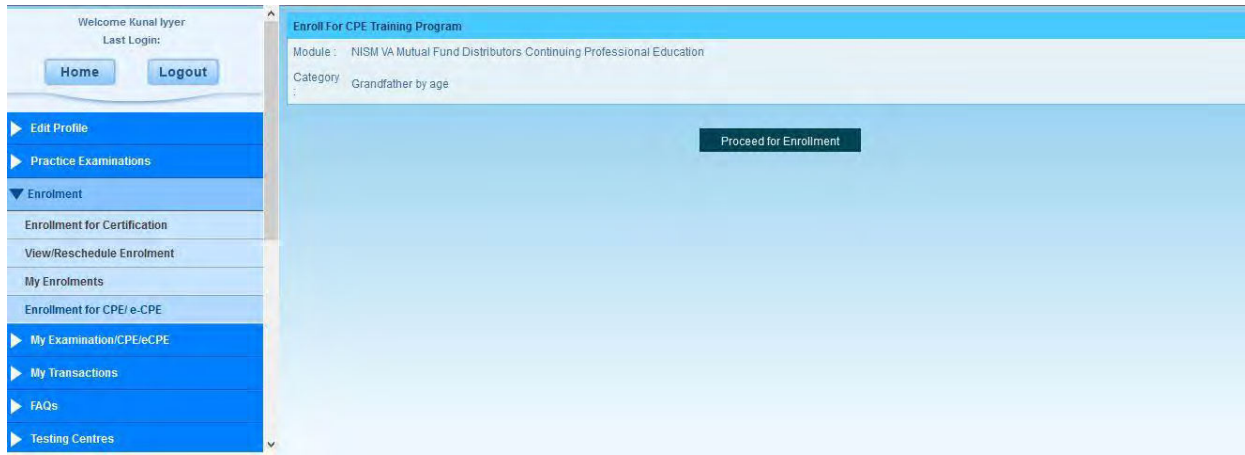 Welcome Kunal Iyyer
Last Login:
Home
Logout
Edit Profile
Practice Examinations
Enrolment
Enrollment for Certification
View/Reschedule Enrolment
My Enrolments
Enrollment for CPE/ e-CPE
My Examination/CPE/eCPE
My Transactions
FAQs
Testing Centres
Enroll For CPE Training Program
Module : NISM VA Mutual Fund Distributors Continuing Professional Education
Category : Grandfather by age
Proceed for Enrollment